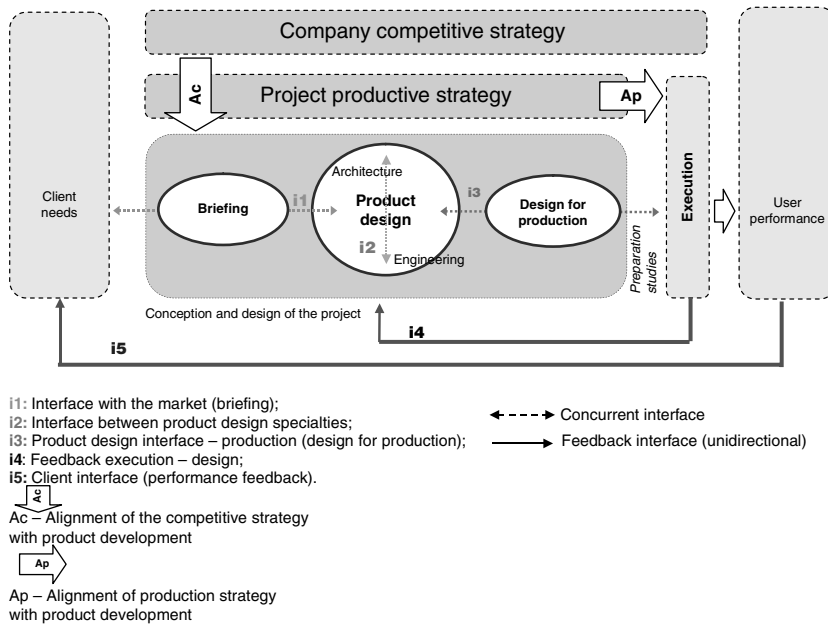 Company competitive strategy
Ac
Project productive strategy
Ap
Client
needs
Briefing
i1
Architecture
Product
design
i2
Engineering
i3
Design for
production
Preparation
studies
Execution
User
performance
Conception and design of the project
i4
i5
i1: Interface with the market (briefing);
i2: Interface between product design specialties;
i3: Product design interface – production (design for production);
i4: Feedback execution – design;
i5: Client interface (performance feedback).
Concurrent interface
Feedback interface (unidirectional)
Ac
Ac – Alignment of the competitive strategy
with product development
Ap
Ap – Alignment of production strategy
with product development